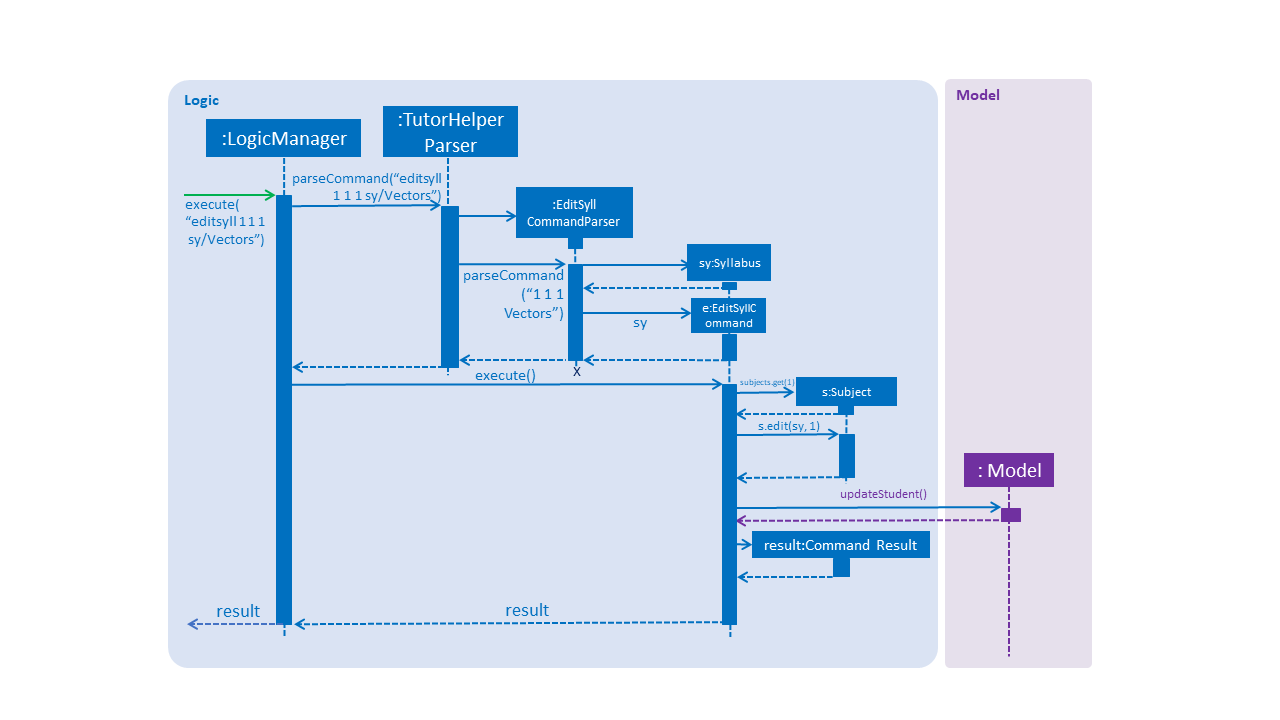 Logic
Model
:LogicManager
:TutorHelper
Parser
parseCommand(“editsyll
1 1 1 sy/Vectors”)
execute(
“editsyll 1 1 1
sy/Vectors”)
:EditSyll
CommandParser
sy:Syllabus
parseCommand
(“1 1 1
Vectors”)
e:EditSyllC
ommand
sy
X
execute()
subjects.get(1)
s:Subject
s.edit(sy, 1)
: Model
updateStudent()
result:Command Result
result
result